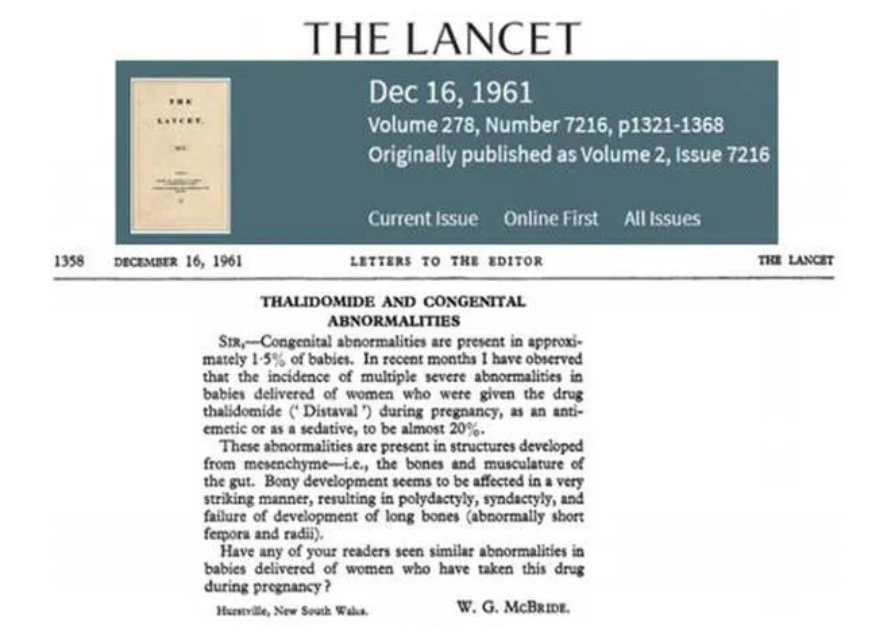 THE LANCET
THE
LANCET.
Dec 16, 1961
Volume 278, Number 7216, p1321-1368
Originally published as Volume 2, Issue 7216
Current Issue Online First All Issues
1358 DECEMBER 16, 1961 LETTERS TO THE EDITOR THE LANCET
THALIDOMIDE AND CONGENITAL
ABNORMALITIES
SIR,—Congenital abnormalities are present in approxi-
mately 1·5% of babies. In recent months I have observed
that the incidence of multiple severe abnormalities in
babies delivered of women who were given the drug
thalidomide (‘ Distaval ’) during pregnancy, as an anti-
emetic or as a sedative, to be almost 20%.
These abnormalities are present in structures developed
from mesenchyme—i.e., the bones and musculature of
the gut. Bony development seems to be affected in a very
striking manner, resulting in polydactyly, syndactyly, and
failure of development of long bones (abnormally short
femora and radii).
Have any of your readers seen similar abnormalities in
babies delivered of women who have taken this drug
during pregnancy?
Hurstville, New South Wales. W. G. MCBRIDE.